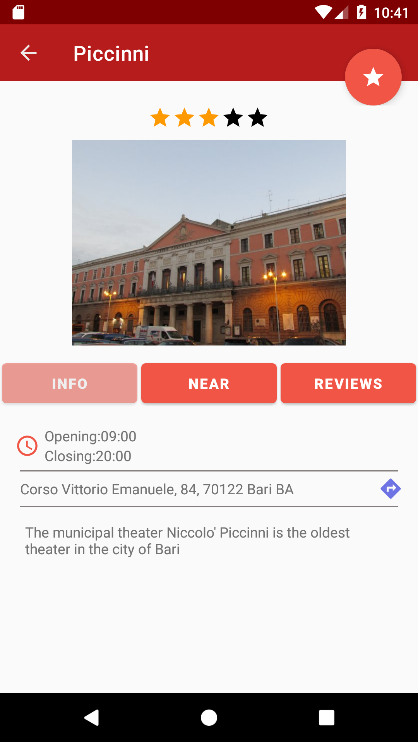 10:41
Piccinni
INFO
NEAR
REVIEWS
Opening:09:00
Closing:20:00
Corso Vittorio Emanuele, 84, 70122 Bari BA
The municipal theater Niccolo' Piccinni is the oldest
theater in the city of Bari